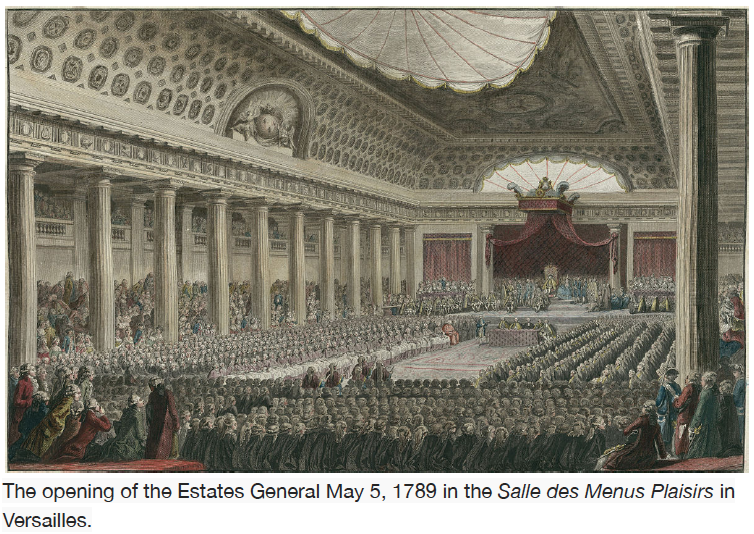 The opening of the Estates General May 5, 1789 in the Salle des Menus Plaisirs in
Versailles.